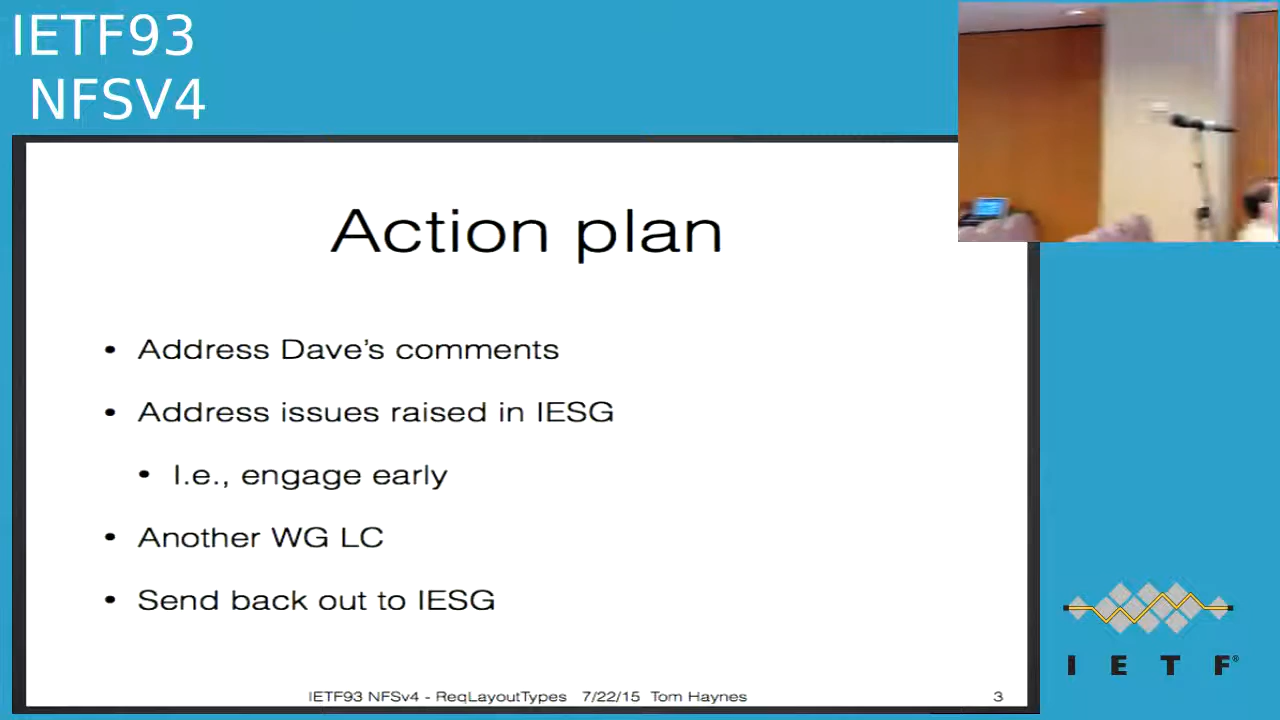 IETF93
NFSV4
Action plan
• Address Dave's comments
• Address issues raised in IESG
• I.e., engage early
• Another WG LC
• Send back out to IESG
IETF93 NFSv4 - ReqLayoutTypes 7/22/15 Tom Haynes 3
I E T F®